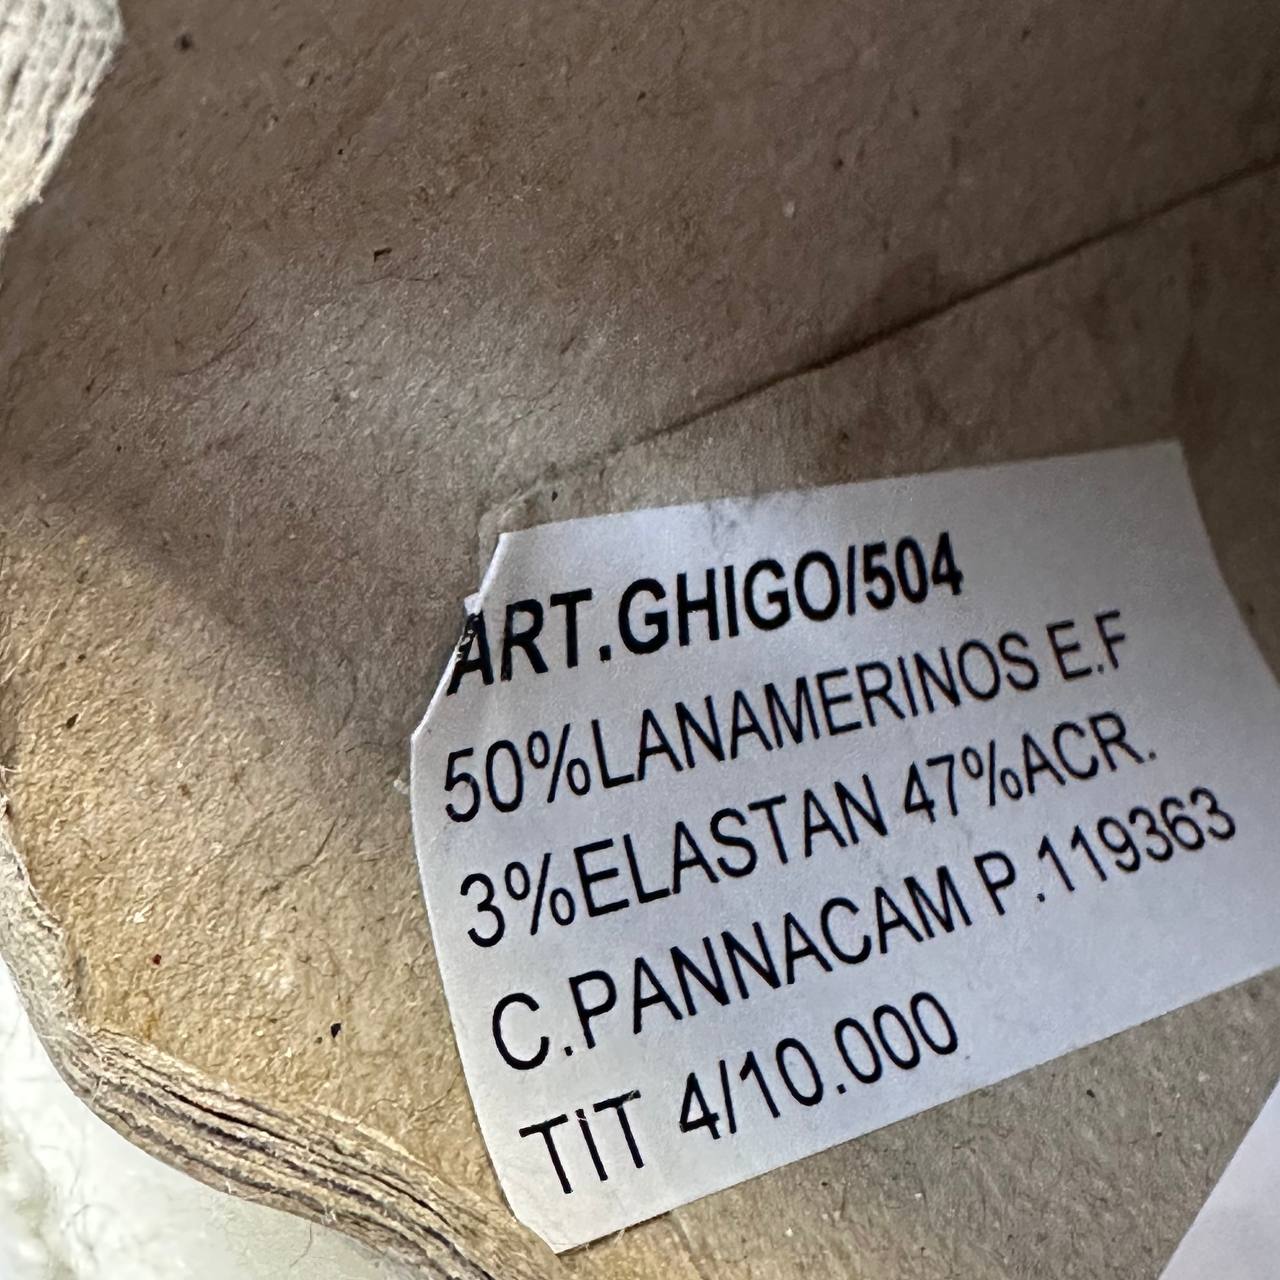 ART.GHIGO/504
50%LANAMERINOS E.F
3%ELASTAN 47%ACR.
C.PANNACAM P.119363
TIT 4/10.000